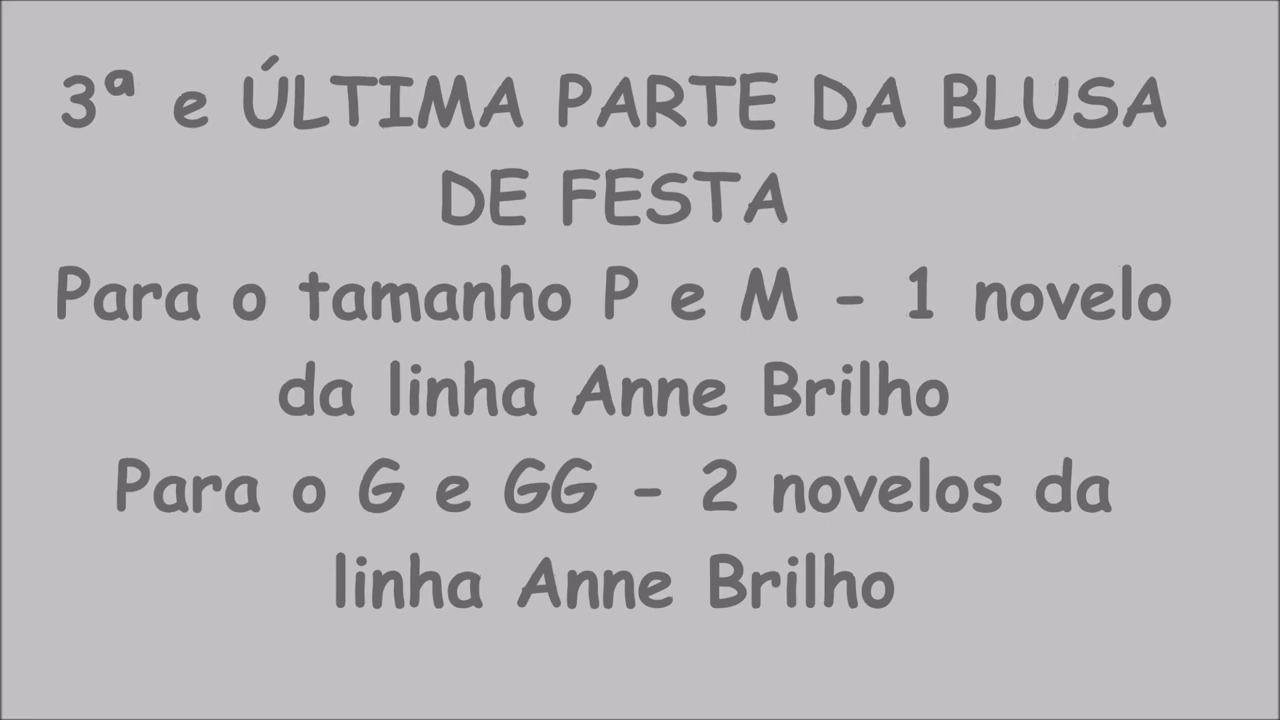 3ª e ÚLTIMA PARTE DA BLUSA
DE FESTA
Para o tamanho P e M - 1 novelo
da linha Anne Brilho
Para o G e GG - 2 novelos da
linha Anne Brilho